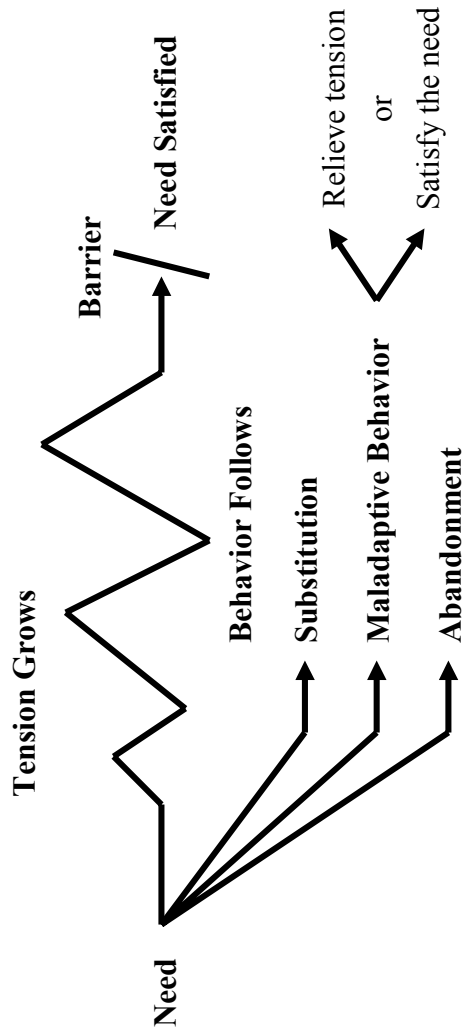 Tension Grows
Barrier
Need
Need Satisfied
Behavior Follows
Substitution
Maladaptive Behavior
Abandonment
Relieve tension
or
Satisfy the need